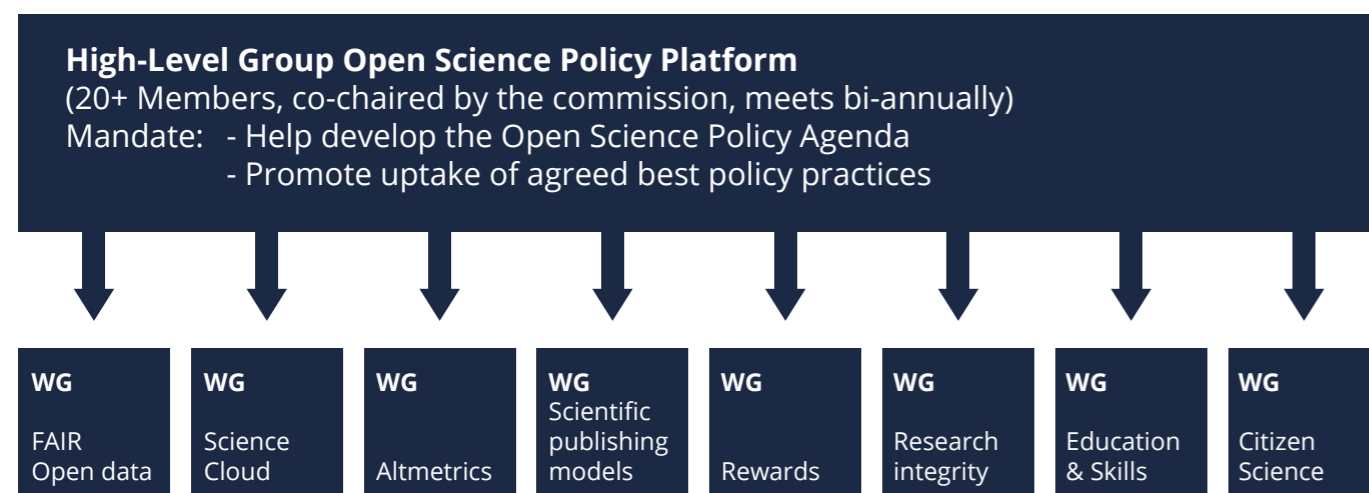 High-Level Group Open Science Policy Platform
(20+ Members, co-chaired by the commission, meets bi-annually)
Mandate: - Help develop the Open Science Policy Agenda
- Promote uptake of agreed best policy practices
WG
FAIR
Open data
WG
Science
Cloud
WG
Altmetrics
WG
Scientific
publishing
models
WG
Rewards
WG
Research
integrity
WG
Education
& Skills
WG
Citizen
Science